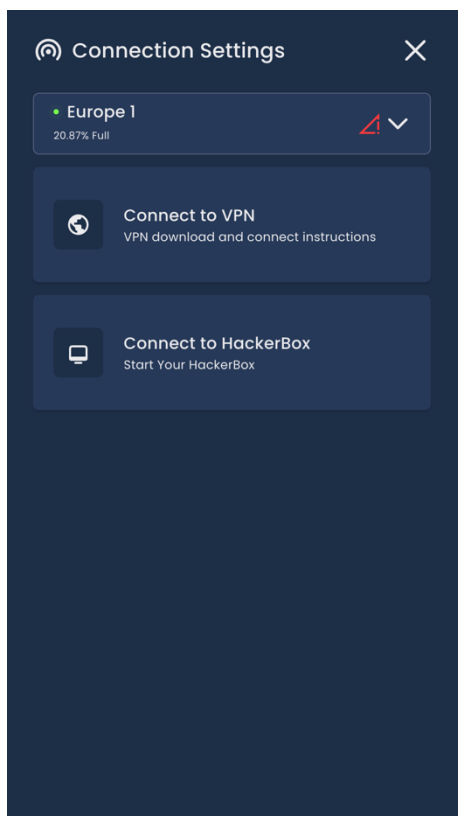 Connection Settings
Europe 1
20.87% Full
Connect to VPN
VPN download and connect instructions
Connect to HackerBox
Start Your HackerBox